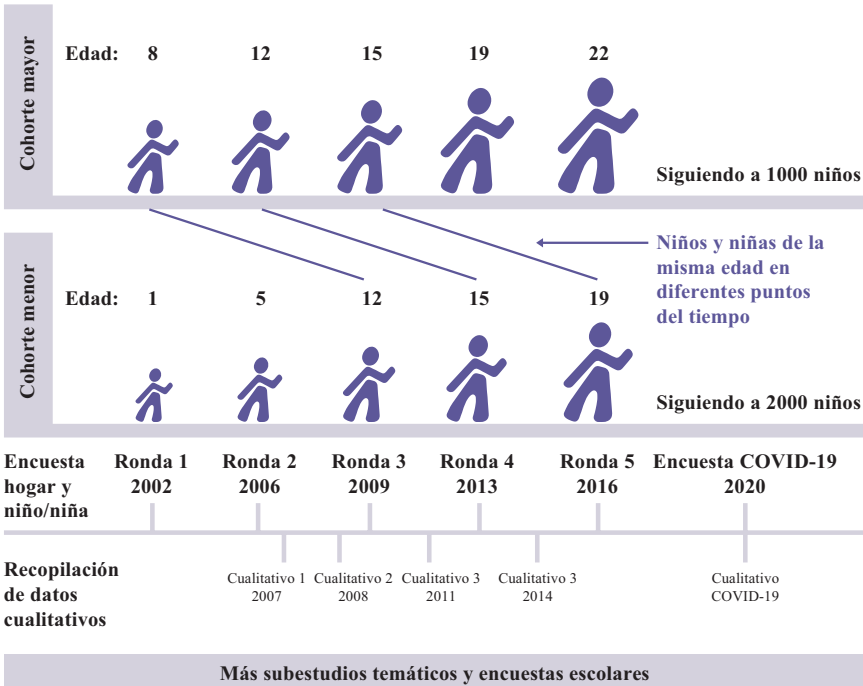 Cohorte mayor
Edad: 8 12 15 19 22
Siguiendo a 1000 niños
Niños y niñas de la
misma edad en
diferentes puntos
del tiempo
Cohorte menor
Edad: 1 5 12 15 19
Siguiendo a 2000 niños
Encuesta
hogar y
niño/niña
Ronda 1
2002
Ronda 2
2006
Ronda 3
2009
Ronda 4
2013
Ronda 5
2016
Encuesta COVID-19
2020
Recopilación
de datos
cualitativos
Cualitativo 1
2007
Cualitativo 2
2008
Cualitativo 3
2011
Cualitativo 3
2014
Cualitativo
COVID-19
Más subestudios temáticos y encuestas escolares